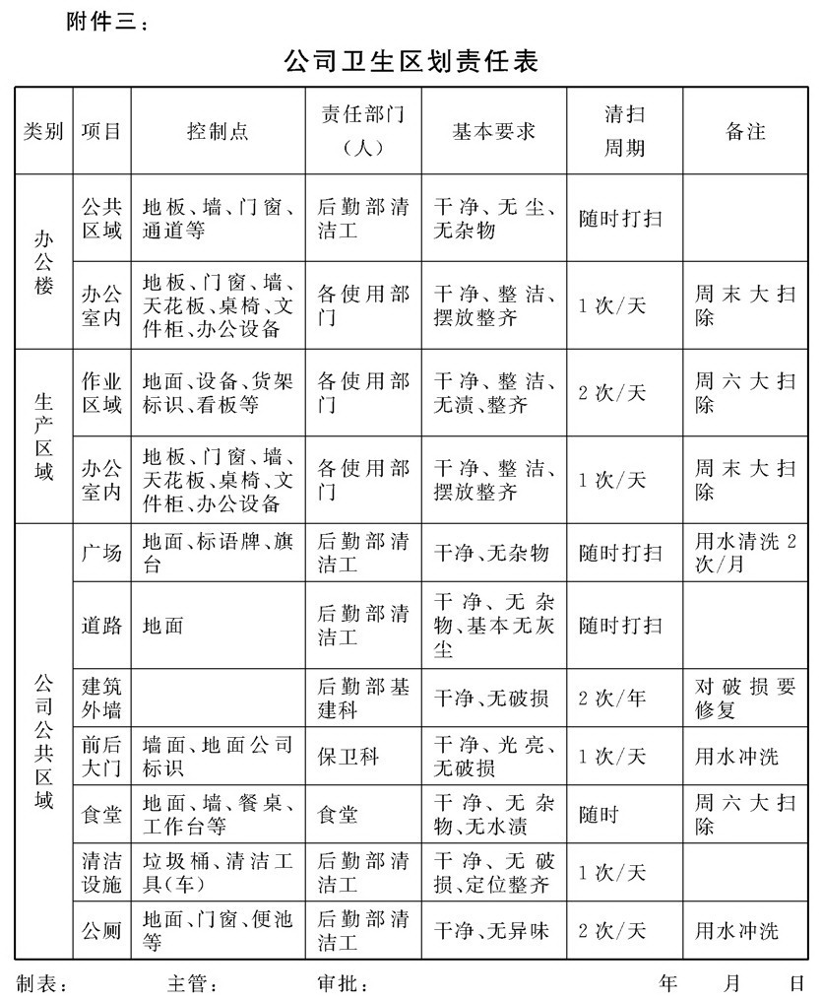 附件三：
公司卫生区划责任表
类别 项目 控制点 责任部门（人） 基本要求 清扫周期 备注
办公楼
公共区域 地板、墙、门窗、通道等 后勤部清洁工 干净、无尘、无杂物 随时打扫
办公室内 地板、门窗、墙、天花板、桌椅、文件柜、办公设备 各使用部门 干净、整洁、摆放整齐 1次/天 周末大扫除
生产区域
作业区域 地面、设备、货架标识、看板等 各使用部门 干净、整洁、无渍、整齐 2次/天 周六大扫除
办公室内 地板、门窗、墙、天花板、桌椅、文件柜、办公设备 各使用部门 干净、整洁、摆放整齐 1次/天 周末大扫除
公司公共区域
广场 地面、标语牌、旗台 后勤部清洁工 干净、无杂物 随时打扫 用水清洗2次/月
道路 地面 后勤部清洁工 干净、无杂物、基本无灰尘 随时打扫
建筑外墙 后勤部基建科 干净、无破损 2次/年 对破损要修复
前后大门 墙面、地面公司标识 保卫科 干净、光亮、无破损 1次/天 用水冲洗
食堂 地面、墙、餐桌、工作台等 食堂 干净、无杂物、无水渍 随时 周六大扫除
清洁设施 垃圾桶、清洁工具（车） 后勤部清洁工 干净、无破损、定位整齐 1次/天
公厕 地面、门窗、便池等 后勤部清洁工 干净、无异味 2次/天 用水冲洗
制表： 主管： 审批： 年 月 日